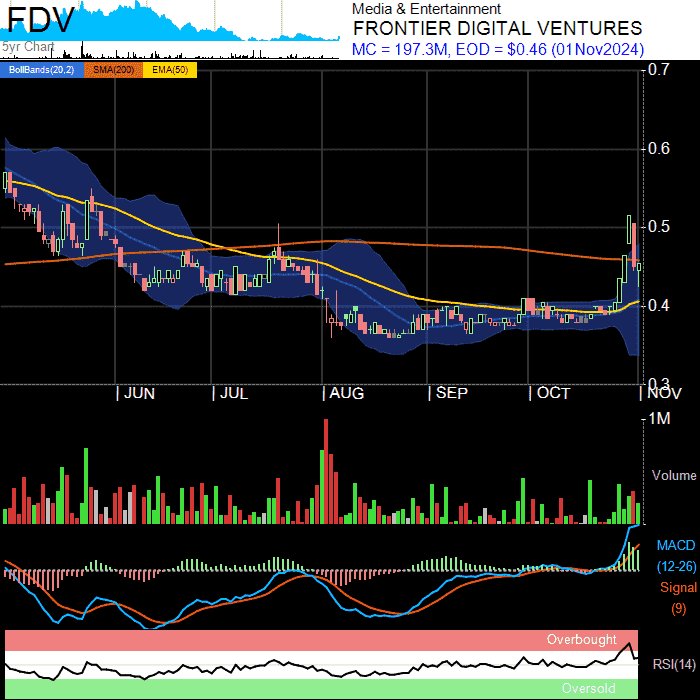 FDV
5yr Chart
Media & Entertainment
FRONTIER DIGITAL VENTURES
MC = 197.3M, EOD = $0.46 (01Nov2024)
BollBands(20,2) SMA(200) EMA(50)
0.7
0.6
0.5
0.4
0.3
JUN JUL AUG SEP OCT NOV
1M
Volume
MACD
(12-26)
Signal
(9)
Overbought
RSI(14)
Oversold